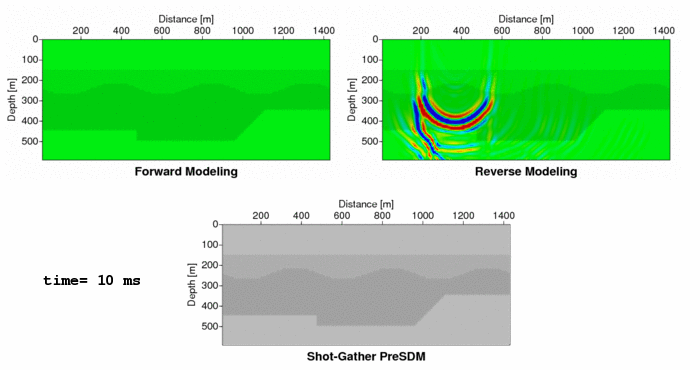 Distance [m]
200 400 600 800 1000 1200 1400
0
100
200
300
400
500
Depth [m]
Forward Modeling
Distance [m]
200 400 600 800 1000 1200 1400
0
100
200
300
400
500
Depth [m]
Reverse Modeling
Distance [m]
200 400 600 800 1000 1200 1400
0
100
200
300
400
500
Depth [m]
time= 10 ms
Shot-Gather PreSDM